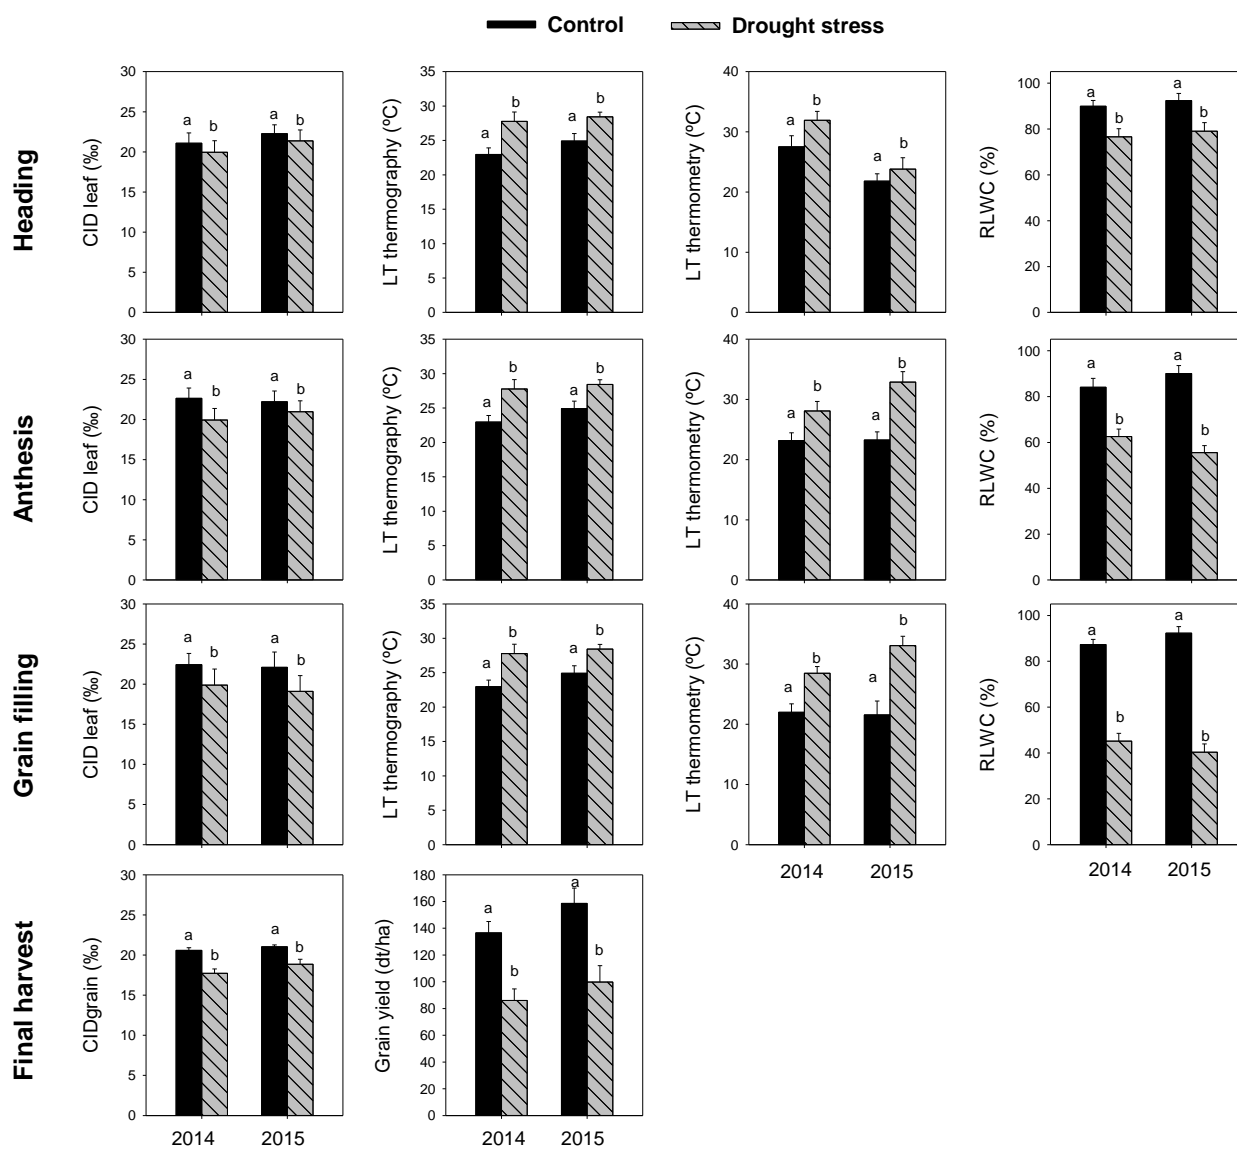 Control
Drought stress
Heading
CID leaf (‰)
30
25
20
15
10
5
0
a
b
a
b
LT thermography (ºC)
35
30
25
20
15
10
5
0
a
b
a
b
LT thermometry (ºC)
40
30
20
10
0
a
b
a
b
RLWC (%)
100
80
60
40
20
0
a
b
a
b
Anthesis
CID leaf (‰)
30
25
20
15
10
5
0
a
b
a
b
LT thermography (ºC)
35
30
25
20
15
10
5
0
a
b
a
b
LT thermometry (ºC)
40
30
20
10
0
a
b
a
b
RLWC (%)
100
80
60
40
20
0
a
b
a
b
Grain filling
CID leaf (‰)
30
25
20
15
10
5
0
a
b
a
b
LT thermography (ºC)
35
30
25
20
15
10
5
0
a
b
a
b
LT thermometry (ºC)
40
30
20
10
0
a
b
a
b
2014 2015
RLWC (%)
100
80
60
40
20
0
a
b
a
b
2014 2015
Final harvest
CIDgrain (‰)
30
25
20
15
10
5
0
a
b
a
b
2014 2015
Grain yield (dt/ha)
180
160
140
120
100
80
60
40
20
0
a
b
a
b
2014 2015